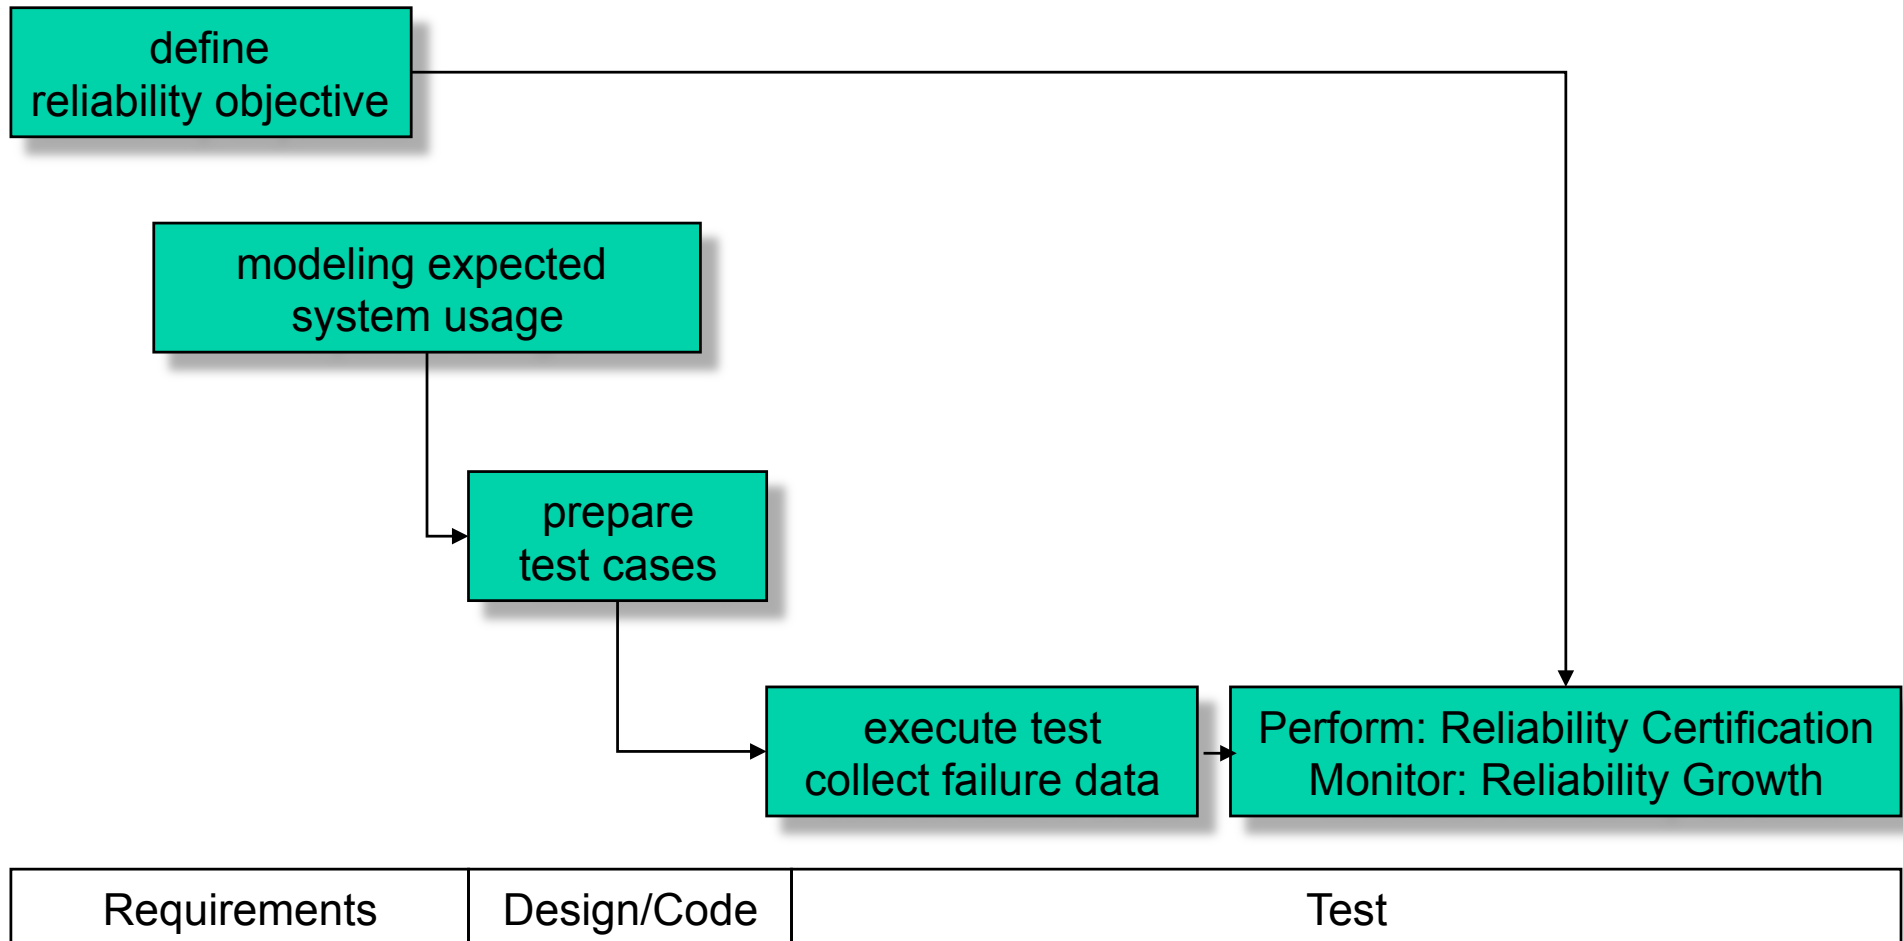 define
reliability objective
modeling expected
system usage
prepare
test cases
execute test
collect failure data
Perform: Reliability Certification
Monitor: Reliability Growth
Requirements
Design/Code
Test